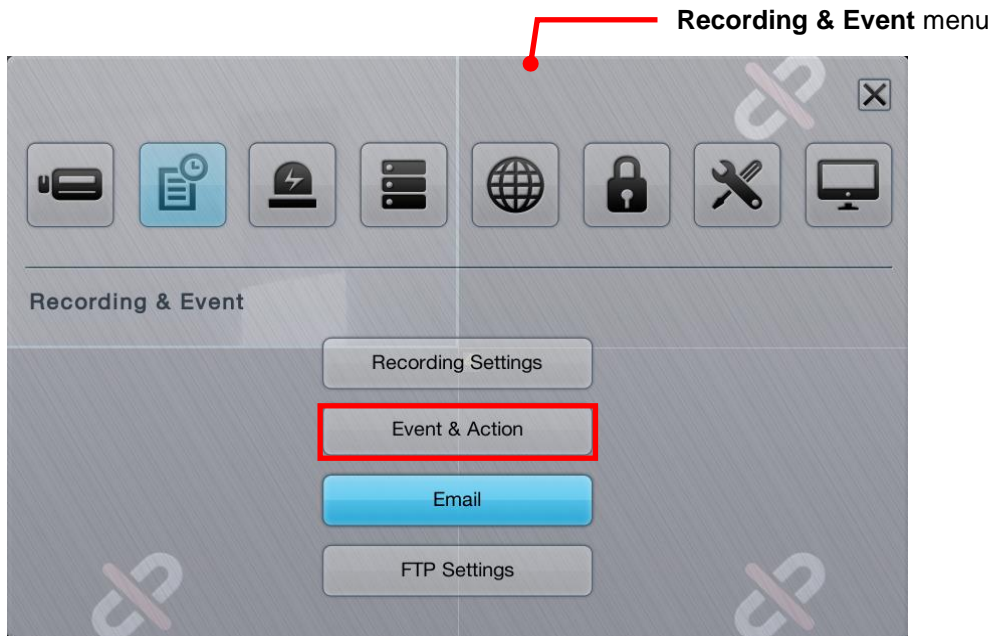 Recording & Event menu
Recording & Event
Recording Settings
Event & Action
Email
FTP Settings